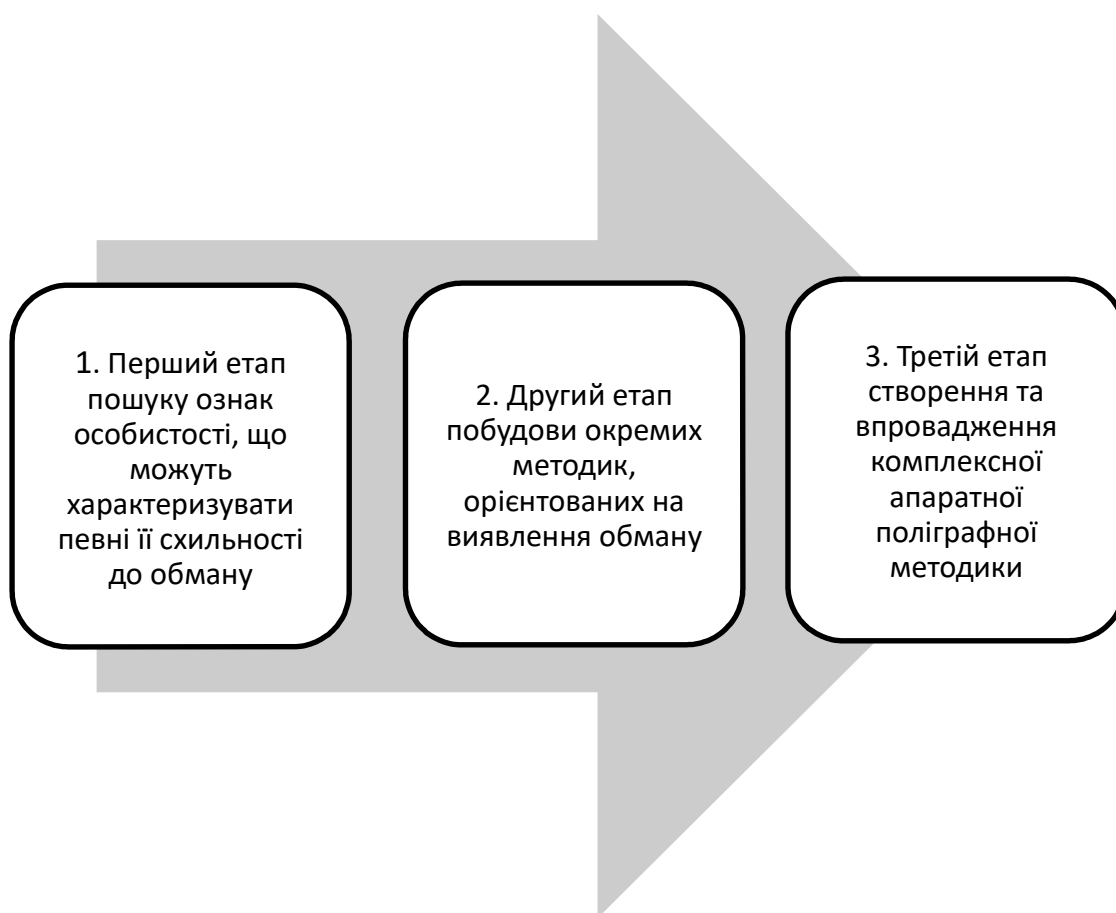 1. Перший етап
пошуку ознак
особистості, що
можуть
характеризувати
певні її схильності
до обману
2. Другий етап
побудови окремих
методик,
орієнтованих на
виявлення обману
3. Третій етап
створення та
впровадження
комплексної
апаратної
поліграфної
методики